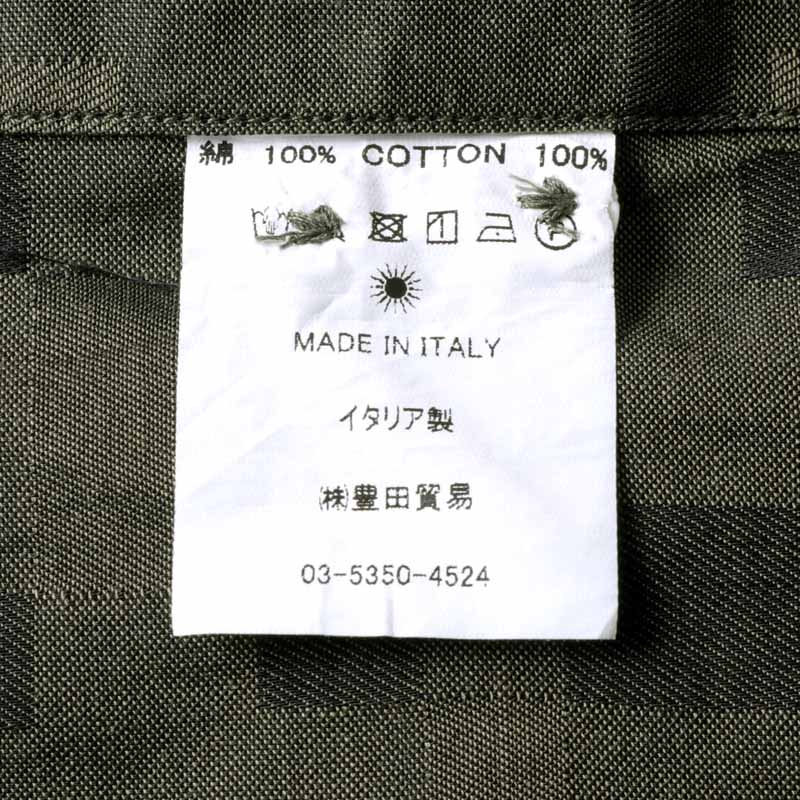 綿 100% COTTON 100%
MADE IN ITALY
イタリア製
㈱豊田貿易
03-5350-4524